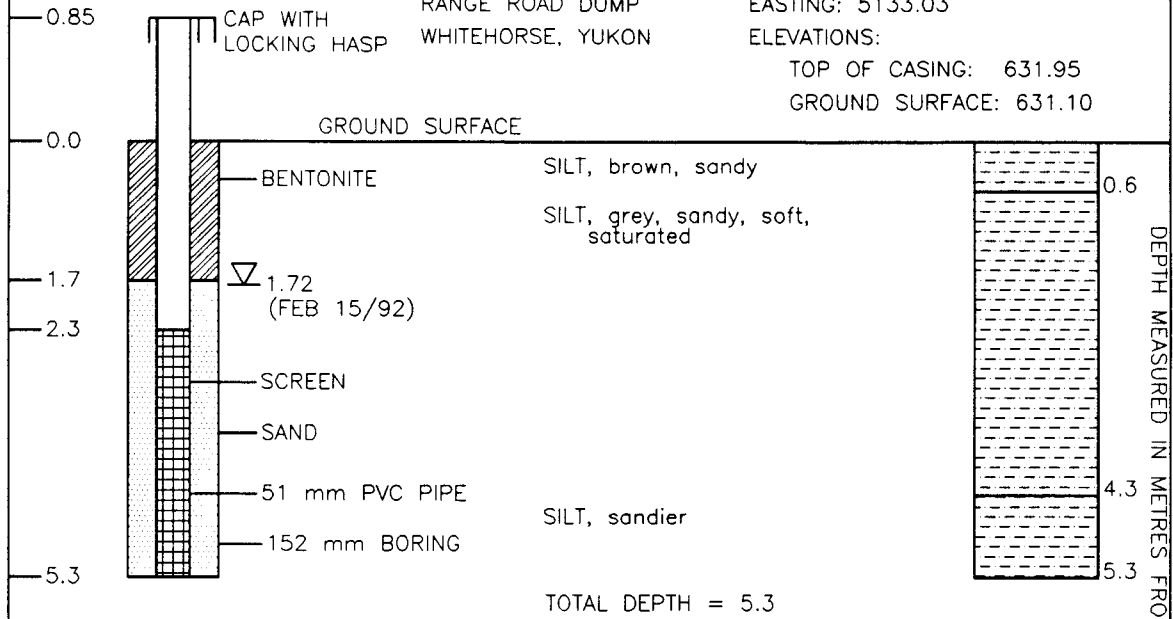 0.85
CAP WITH
LOCKING HASP
RANGE ROAD DUMP
WHITEHORSE, YUKON
EASTING: 5133.03
ELEVATIONS:
TOP OF CASING: 631.95
GROUND SURFACE: 631.10
0.0
GROUND SURFACE
BENTONITE
SILT, brown, sandy
0.6
SILT, grey, sandy, soft,
saturated
1.7
1.72
(FEB 15/92)
2.3
SCREEN
SAND
51 mm PVC PIPE
4.3
SILT, sandier
152 mm BORING
5.3
5.3
TOTAL DEPTH = 5.3
DEPTH MEASURED IN METRES FRO